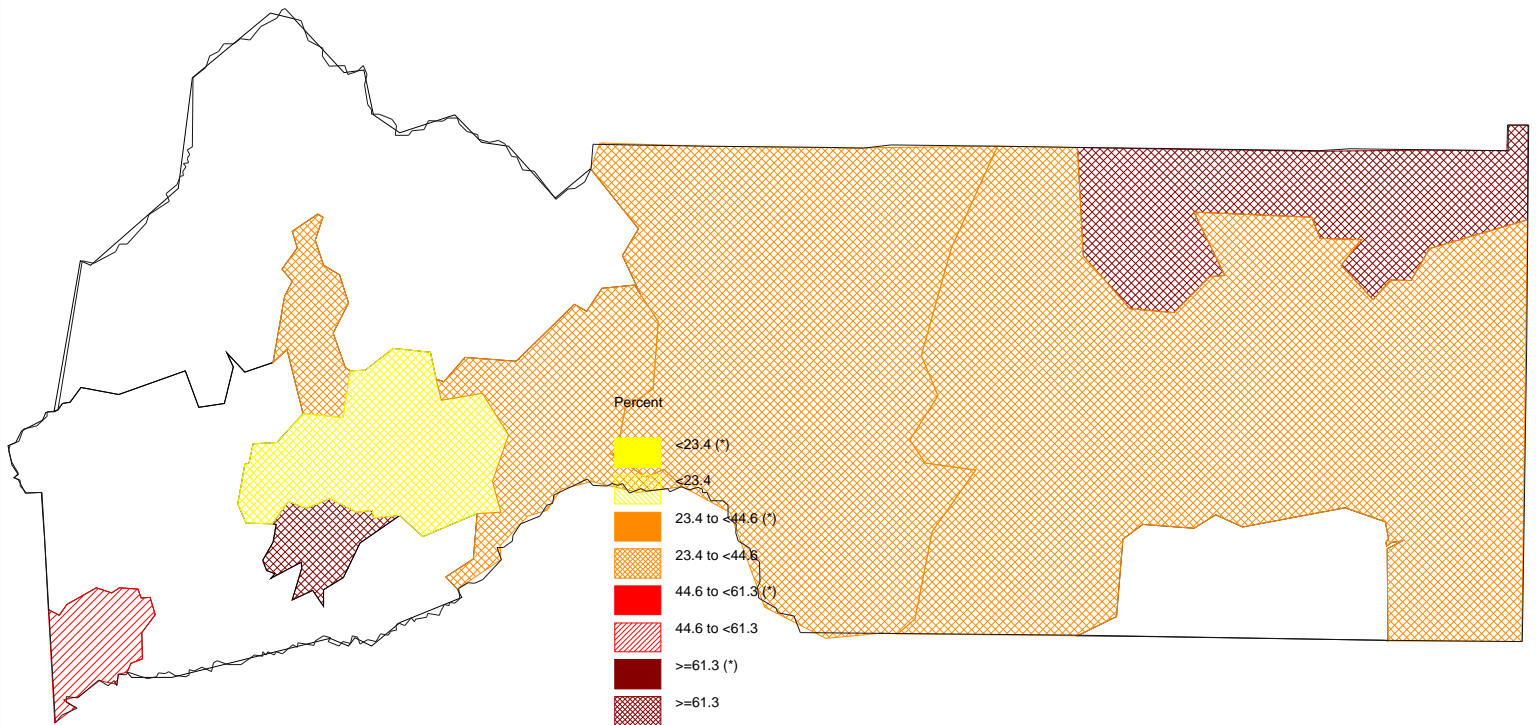 Percent
<23.4 (*)
<23.4
23.4 to <44.6 (*)
23.4 to <44.6
44.6 to <61.3 (*)
44.6 to <61.3
>=61.3 (*)
>=61.3